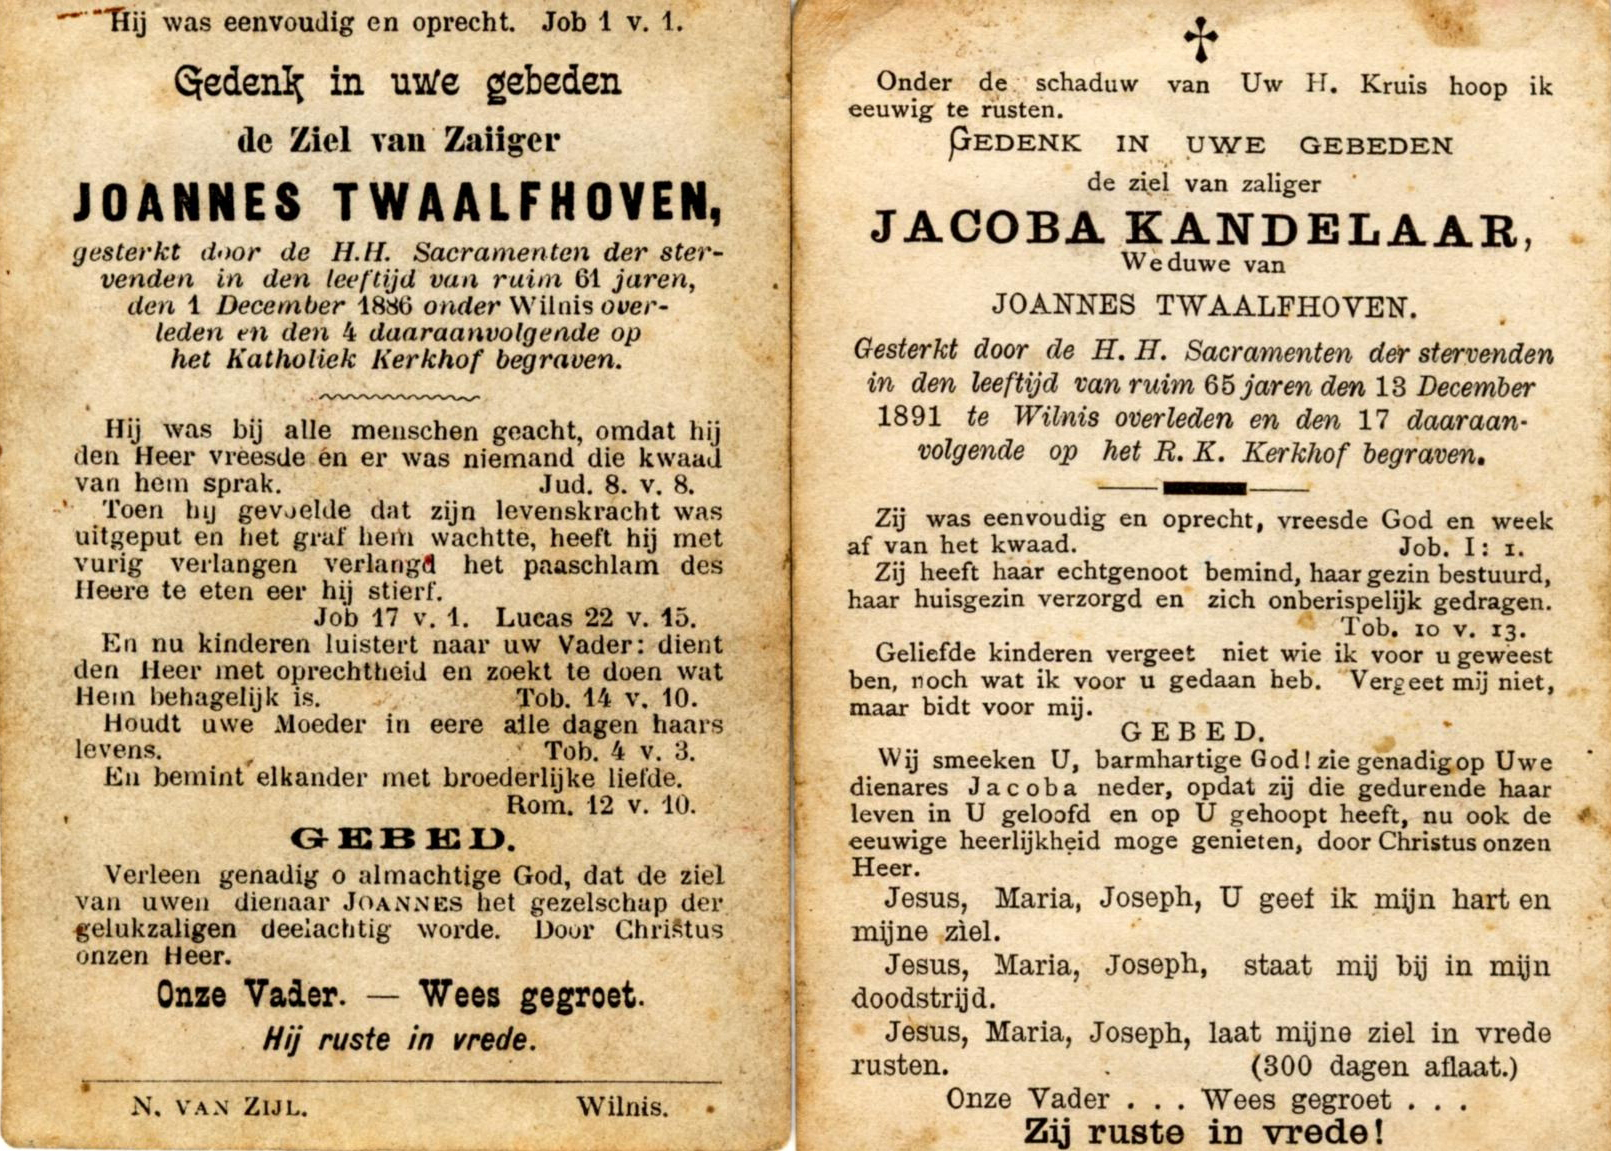 Hij was eenvoudig en oprecht. Job 1 v. 1.
Gedenk in uwe gebeden
de Ziel van Zaliger
JOANNES TWAALFHOVEN,
gesterkt door de H.H. Sacramenten der ster-
venden in den leeftijd van ruim 61 jaren,
den 1 December 1886 onder Wilnis over-
leden en den 4 daaraanvolgende op
het Katholiek Kerkhof begraven.
Hij was bij alle menschen geacht, omdat hij
den Heer vreesde en er was niemand die kwaad
van hem sprak. Jud. 8. v. 8.
Toen hij gevoelde dat zijn levenskracht was
uitgeput en het graf hem wachtte, heeft hij met
vurig verlangen verlangd het paaschlam des
Heere te eten eer hij stierf.
Job 17 v. 1. Lucas 22 v. 15.
En nu kinderen luistert naar uw Vader: dient
den Heer met oprechtheid en zoekt te doen wat
Hem behagelijk is. Tob. 14 v. 10.
Houdt uwe Moeder in eere alle dagen haars
levens. Tob. 4 v. 3.
En bemint elkander met broederlijke liefde.
Rom. 12 v. 10.
GEBED.
Verleen genadig o almachtige God, dat de ziel
van uwen dienaar JOANNES het gezelschap der
gelukzaligen deelachtig worde. Door Christus
onzen Heer.
Onze Vader. — Wees gegroet.
Hij ruste in vrede.
N. VAN ZIJL. Wilnis.
Onder de schaduw van Uw H. Kruis hoop ik
eeuwig te rusten.
GEDENK IN UWE GEBEDEN
de ziel van zaliger
JACOBA KANDELAAR,
Weduwe van
JOANNES TWAALFHOVEN.
Gesterkt door de H. H. Sacramenten der stervenden
in den leeftijd van ruim 65 jaren den 13 December
1891 te Wilnis overleden en den 17 daaraan-
volgende op het R. K. Kerkhof begraven.
Zij was eenvoudig en oprecht, vreesde God en week
af van het kwaad. Job. I: 1.
Zij heeft haar echtgenoot bemind, haar gezin bestuurd,
haar huisgezin verzorgd en zich onberispelijk gedragen.
Tob. 10 v. 13.
Geliefde kinderen vergeet niet wie ik voor u geweest
ben, noch wat ik voor u gedaan heb. Vergeet mij niet,
maar bidt voor mij.
GEBED.
Wij smeeken U, barmhartige God! zie genadig op Uwe
dienares Jacoba neder, opdat zij die gedurende haar
leven in U geloofd en op U gehoopt heeft, nu ook de
eeuwige heerlijkheid moge genieten, door Christus onzen
Heer.
Jesus, Maria, Joseph, U geef ik mijn hart en
mijne ziel.
Jesus, Maria, Joseph, staat mij bij in mijn
doodstrijd.
Jesus, Maria, Joseph, laat mijne ziel in vrede
rusten. (300 dagen aflaat.)
Onze Vader . . . Wees gegroet . . .
Zij ruste in vrede!